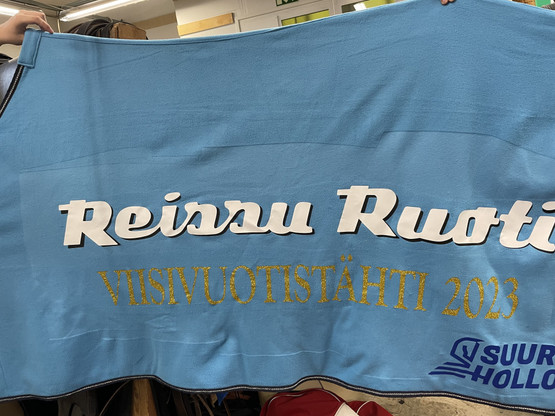 Reissu Ruoti
VIISIVUOTISTÄHTI 2023
SUUR
HOLLO